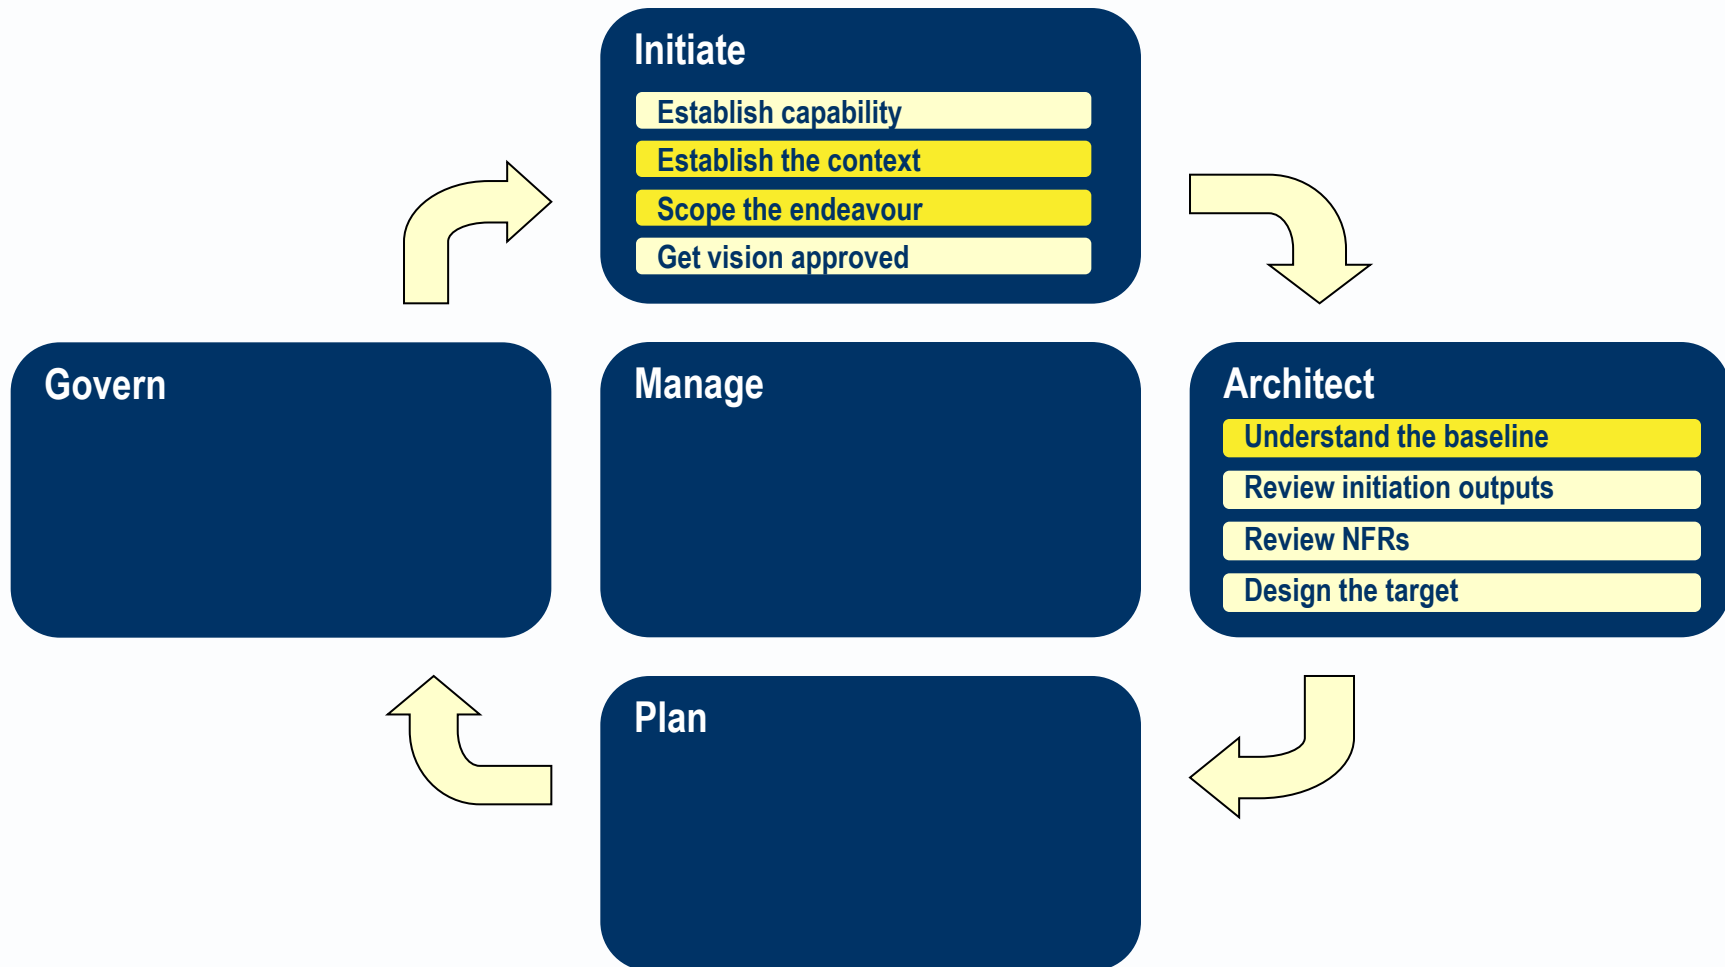 Initiate
Establish capability
Establish the context
Scope the endeavour
Get vision approved
Govern
Manage
Architect
Understand the baseline
Review initiation outputs
Review NFRs
Design the target
Plan